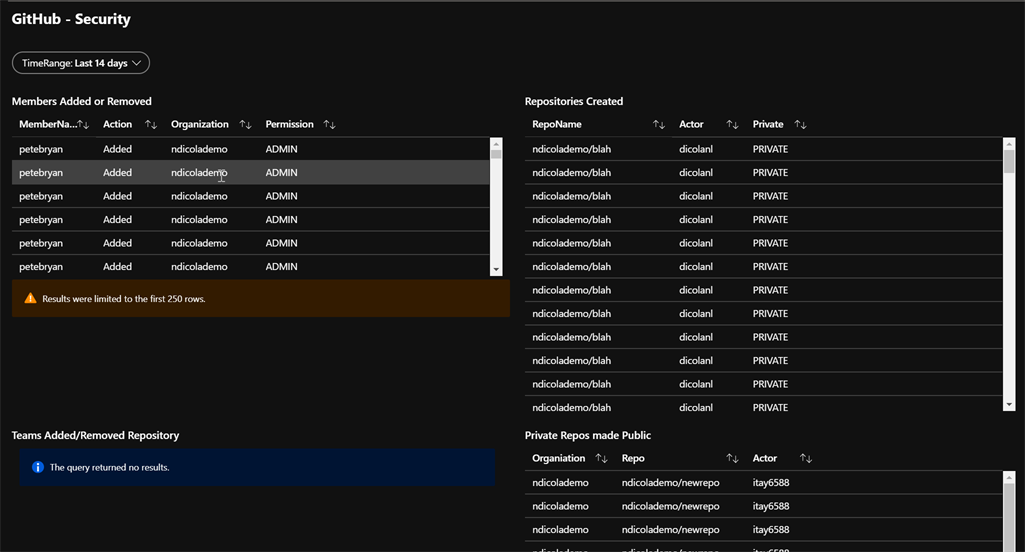 GitHub - Security
TimeRange: Last 14 days
Members Added or Removed
MemberNa... Action Organization Permission
petebryan Added ndicolademo ADMIN
petebryan Added ndicolademo ADMIN
petebryan Added ndicolademo ADMIN
petebryan Added ndicolademo ADMIN
petebryan Added ndicolademo ADMIN
petebryan Added ndicolademo ADMIN
Results were limited to the first 250 rows.
Repositories Created
RepoName Actor Private
ndicolademo/blah dicolanl PRIVATE
ndicolademo/blah dicolanl PRIVATE
ndicolademo/blah dicolanl PRIVATE
ndicolademo/blah dicolanl PRIVATE
ndicolademo/blah dicolanl PRIVATE
ndicolademo/blah dicolanl PRIVATE
ndicolademo/blah dicolanl PRIVATE
ndicolademo/blah dicolanl PRIVATE
ndicolademo/blah dicolanl PRIVATE
ndicolademo/blah dicolanl PRIVATE
ndicolademo/blah dicolanl PRIVATE
ndicolademo/blah dicolanl PRIVATE
Teams Added/Removed Repository
The query returned no results.
Private Repos made Public
Organiation Repo Actor
ndicolademo ndicolademo/newrepo itay6588
ndicolademo ndicolademo/newrepo itay6588
ndicolademo ndicolademo/newrepo itay6588